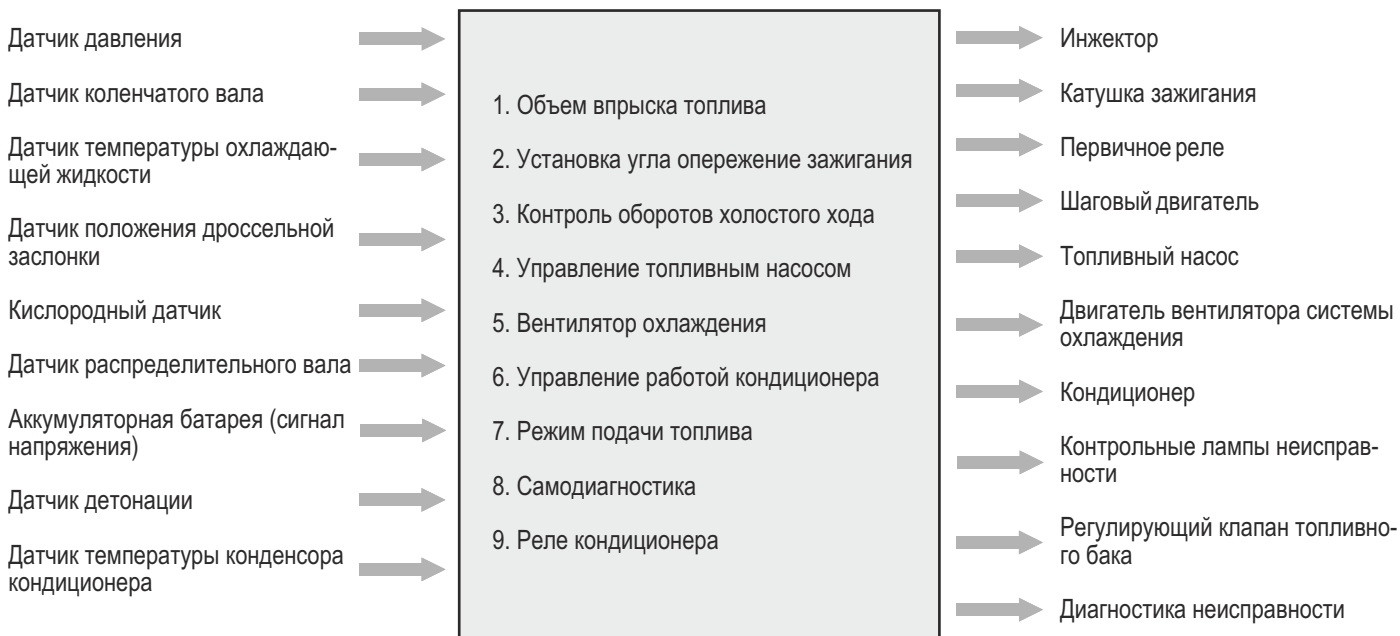 Датчик давления
Датчик коленчатого вала
Датчик температуры охлаждаю-
щей жидкости
Датчик положения дроссельной
заслонки
Кислородный датчик
Датчик распределительного вала
Аккумуляторная батарея (сигнал
напряжения)
Датчик детонации
Датчик температуры конденсора
кондиционера
1. Объем впрыска топлива
2. Установка угла опережение зажигания
3. Контроль оборотов холостого хода
4. Управление топливным насосом
5. Вентилятор охлаждения
6. Управление работой кондиционера
7. Режим подачи топлива
8. Самодиагностика
9. Реле кондиционера
Инжектор
Катушка зажигания
Первичное реле
Шаговый двигатель
Топливный насос
Двигатель вентилятора системы
охлаждения
Кондиционер
Контрольные лампы неисправ-
ности
Регулирующий клапан топливно-
го бака
Диагностика неисправности